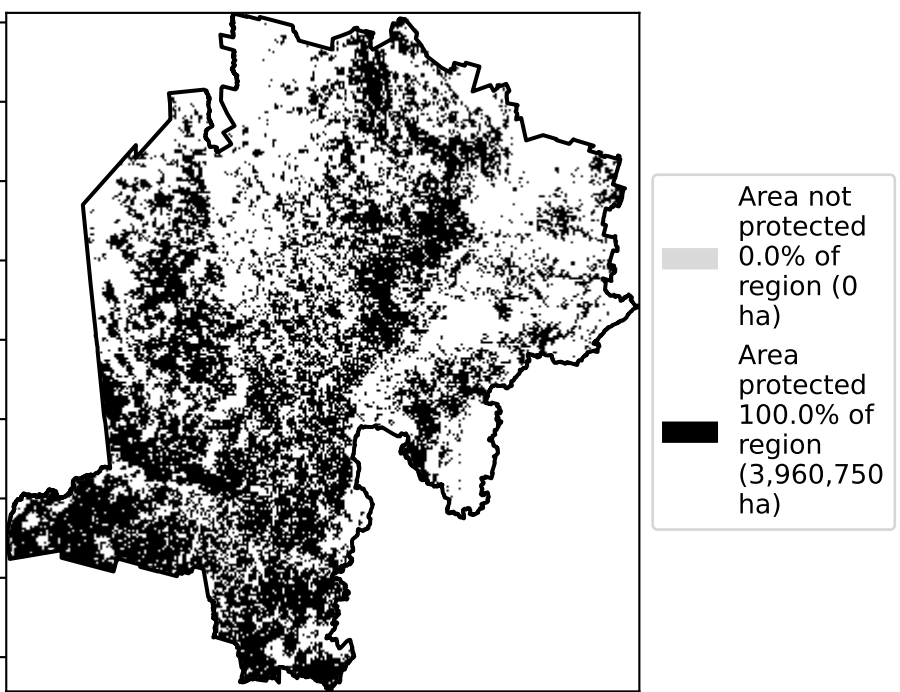 Area not
protected
0.0% of
region (0
ha)
Area
protected
100.0% of
region
(3,960,750
ha)